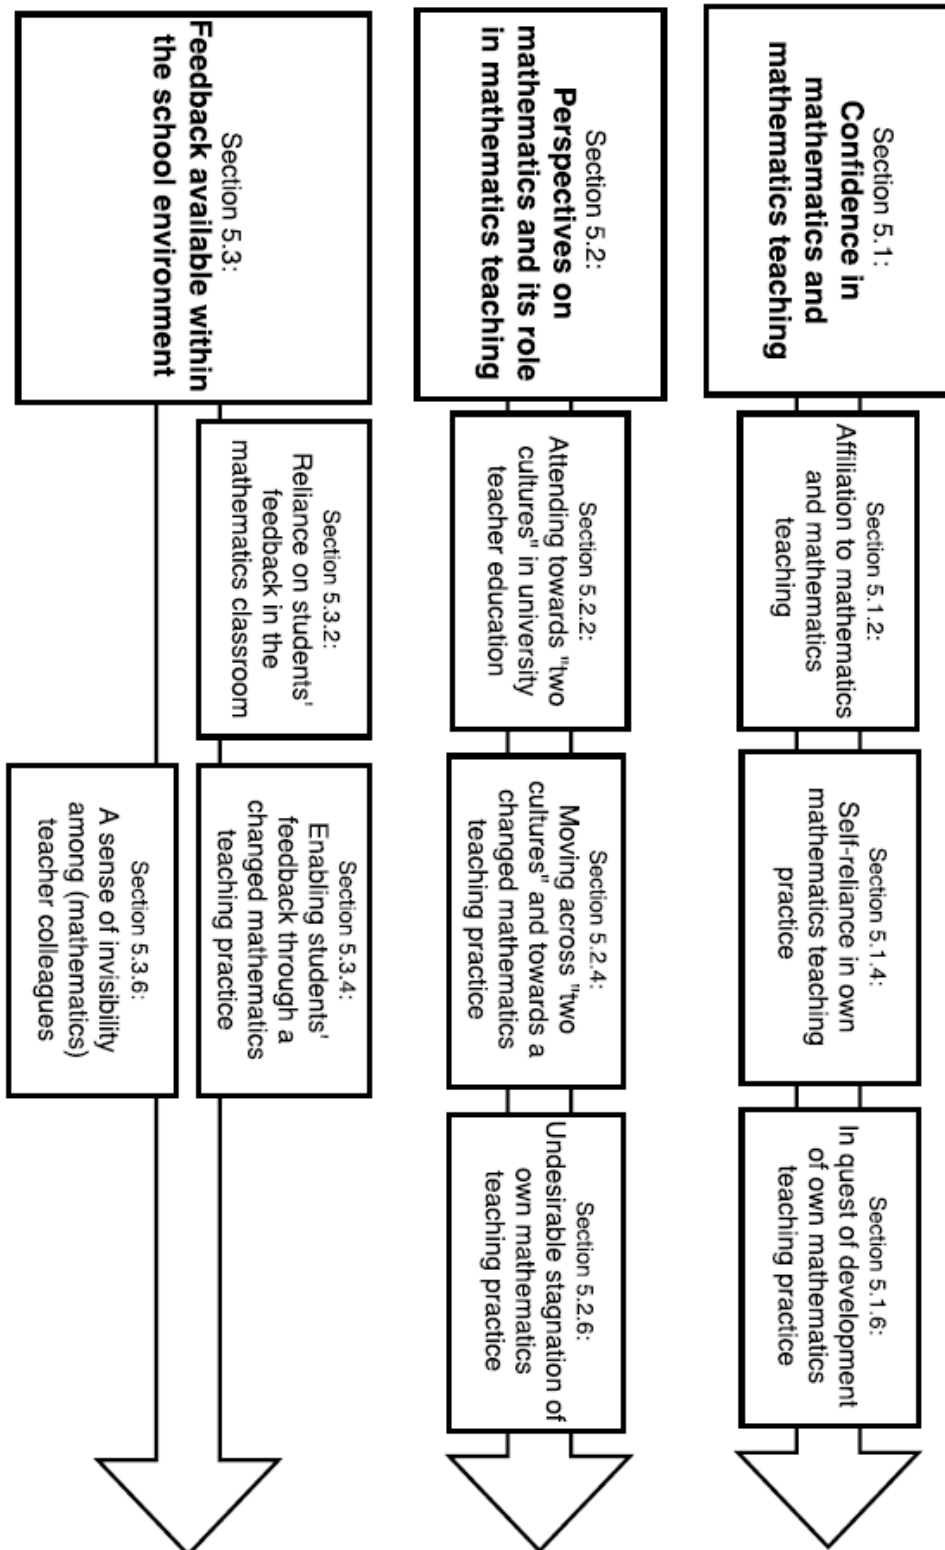 Section 5.1:
Confidence in
mathematics and
mathematics teaching
Section 5.1.2:
Affiliation to mathematics
and mathematics
teaching
Section 5.1.4:
Self-reliance in own
mathematics teaching
practice
Section 5.1.6:
In quest of development
of own mathematics
teaching practice
Section 5.2:
Perspectives on
mathematics and its role
in mathematics teaching
Section 5.2.2:
Attending towards "two
cultures" in university
teacher education
Section 5.2.4:
Moving across "two
cultures" and towards a
changed mathematics
teaching practice
Section 5.2.6:
Undesirable stagnation of
own mathematics
teaching practice
Section 5.3:
Feedback available within
the school environment
Section 5.3.2:
Reliance on students'
feedback in the
mathematics classroom
Section 5.3.4:
Enabling students'
feedback through a
changed mathematics
teaching practice
Section 5.3.6:
A sense of invisibility
among (mathematics)
teacher colleagues